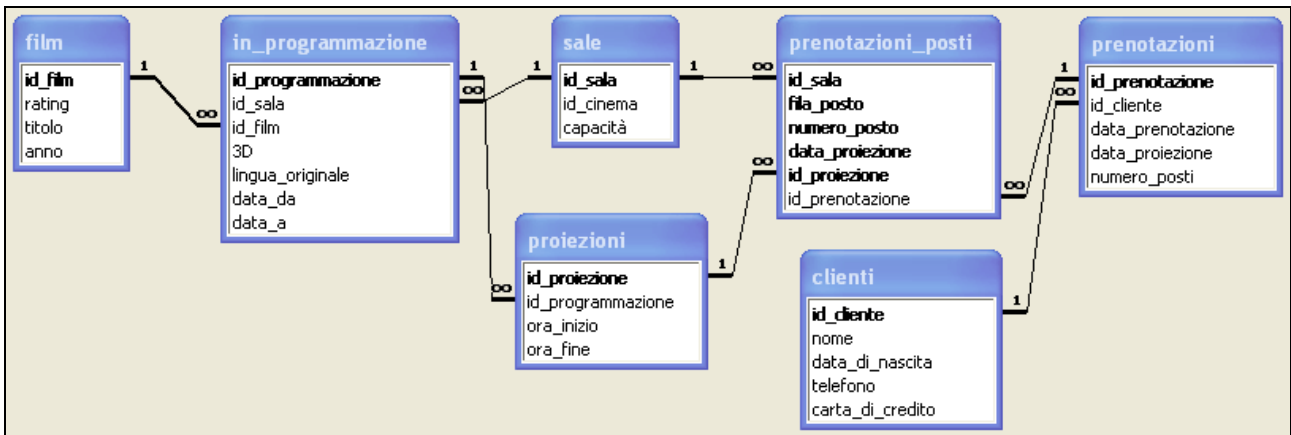 film
id_film
rating
titolo
anno
1
∞
in_programmazione
id_programmazione
id_sala
id_film
3D
lingua_originale
data_da
data_a
1
∞
sale
id_sala
id_cinema
capacità
1
1
∞
prenotazioni_posti
id_sala
fila_posto
numero_posto
data_proiezione
id_proiezione
id_prenotazione
∞
∞
prenotazioni
id_prenotazione
id_cliente
data_prenotazione
data_proiezione
numero_posti
1
∞
proiezioni
id_proiezione
id_programmazione
ora_inizio
ora_fine
∞
1
clienti
id_cliente
nome
data_di_nascita
telefono
carta_di_credito
1